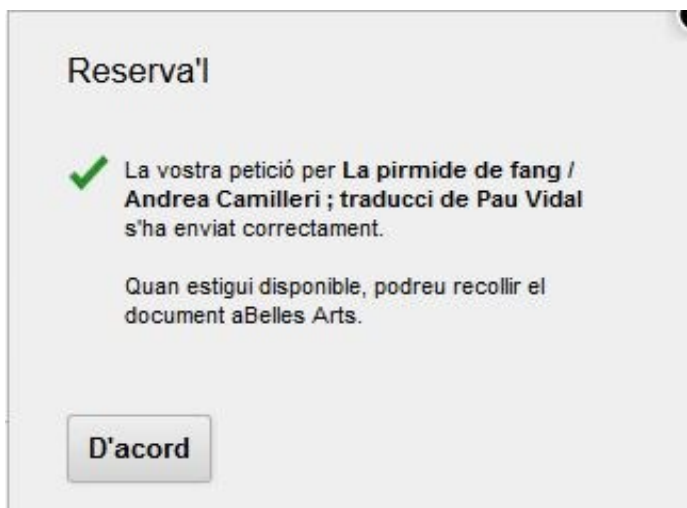 Reserva'l
La vostra petició per La pirmide de fang /
Andrea Camilleri ; traducci de Pau Vidal
s'ha enviat correctament.
Quan estigui disponible, podreu recollir el
document aBelles Arts.
D'acord